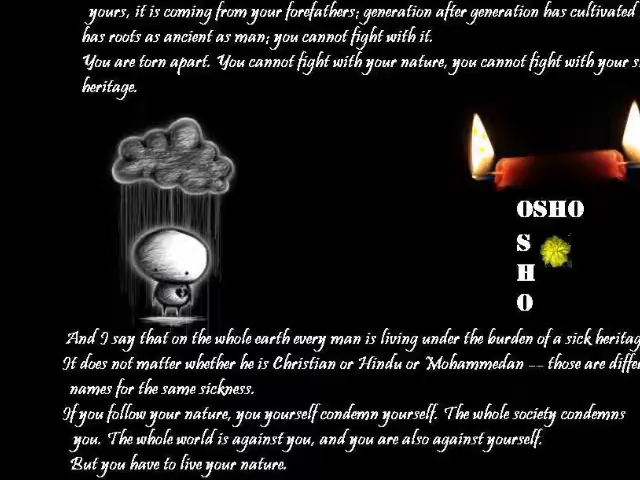 yours, it is coming from your forefathers; generation after generation has cultivated
has roots as ancient as man; you cannot fight with it.
You are torn apart. You cannot fight with your nature, you cannot fight with your
heritage.
OSHO
S
H
O
And I say that on the whole earth every man is living under the burden of a sick
It does not matter whether he is Christian or Hindu or Mohammedan -- those are
names for the same sickness.
If you follow your nature, you yourself condemn yourself. The whole society condemns
you. The whole world is against you, and you are also against yourself.
But you have to live your nature.